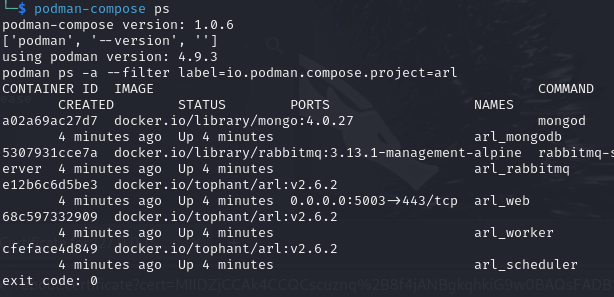 └─$ podman-compose ps
podman-compose version: 1.0.6
['podman', '--version', '']
using podman version: 4.9.3
podman ps -a --filter label=io.podman.compose.project=arl
CONTAINER ID  IMAGE                                                 COMMAND
       CREATED        STATUS        PORTS                  NAMES
a02a69ac27d7  docker.io/library/mongo:4.0.27                        mongod
       4 minutes ago  Up 4 minutes                         arl_mongodb
5307931cce7a  docker.io/library/rabbitmq:3.13.1-management-alpine  rabbitmq-s
erver  4 minutes ago  Up 4 minutes                         arl_rabbitmq
e12b6c6d5be3  docker.io/tophant/arl:v2.6.2
       4 minutes ago  Up 4 minutes  0.0.0.0:5003->443/tcp  arl_web
68c597332909  docker.io/tophant/arl:v2.6.2
       4 minutes ago  Up 4 minutes                         arl_worker
cfeface4d849  docker.io/tophant/arl:v2.6.2
       4 minutes ago  Up 4 minutes                         arl_scheduler
exit code: 0